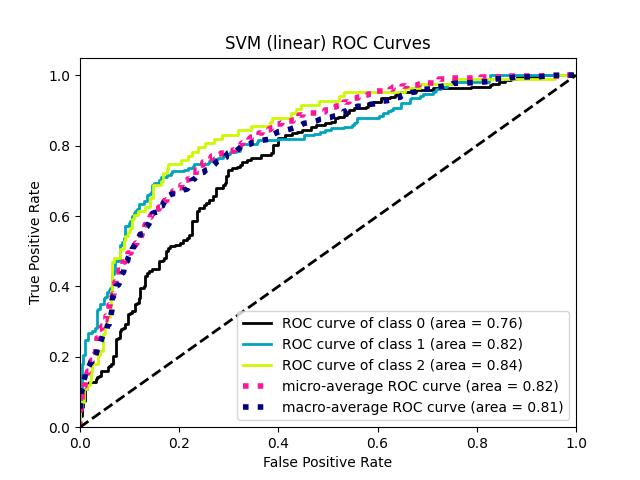 SVM (linear) ROC Curves
True Positive Rate
1.0
0.8
0.6
0.4
0.2
0.0
ROC curve of class 0 (area = 0.76)
ROC curve of class 1 (area = 0.82)
ROC curve of class 2 (area = 0.84)
micro-average ROC curve (area = 0.82)
macro-average ROC curve (area = 0.81)
0.0 0.2 0.4 0.6 0.8 1.0
False Positive Rate